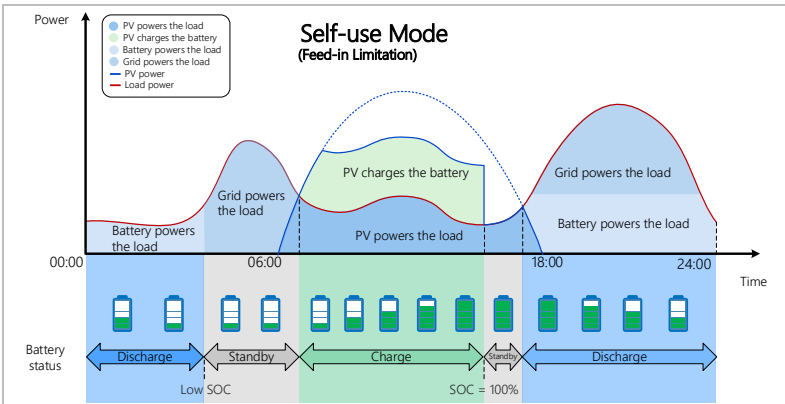 Power
Self-use Mode
(Feed-in Limitation)
PV powers the load
PV charges the battery
Battery powers the load
Grid powers the load
PV power
Load power
PV charges the battery
Grid powers the load
Grid powers
the load
Battery powers
the load
PV powers the load
Battery powers the load
00:00
06:00
18:00
24:00
Time
Battery
status
Discharge
Standby
Charge
Standby
Discharge
Low SOC
SOC = 100%